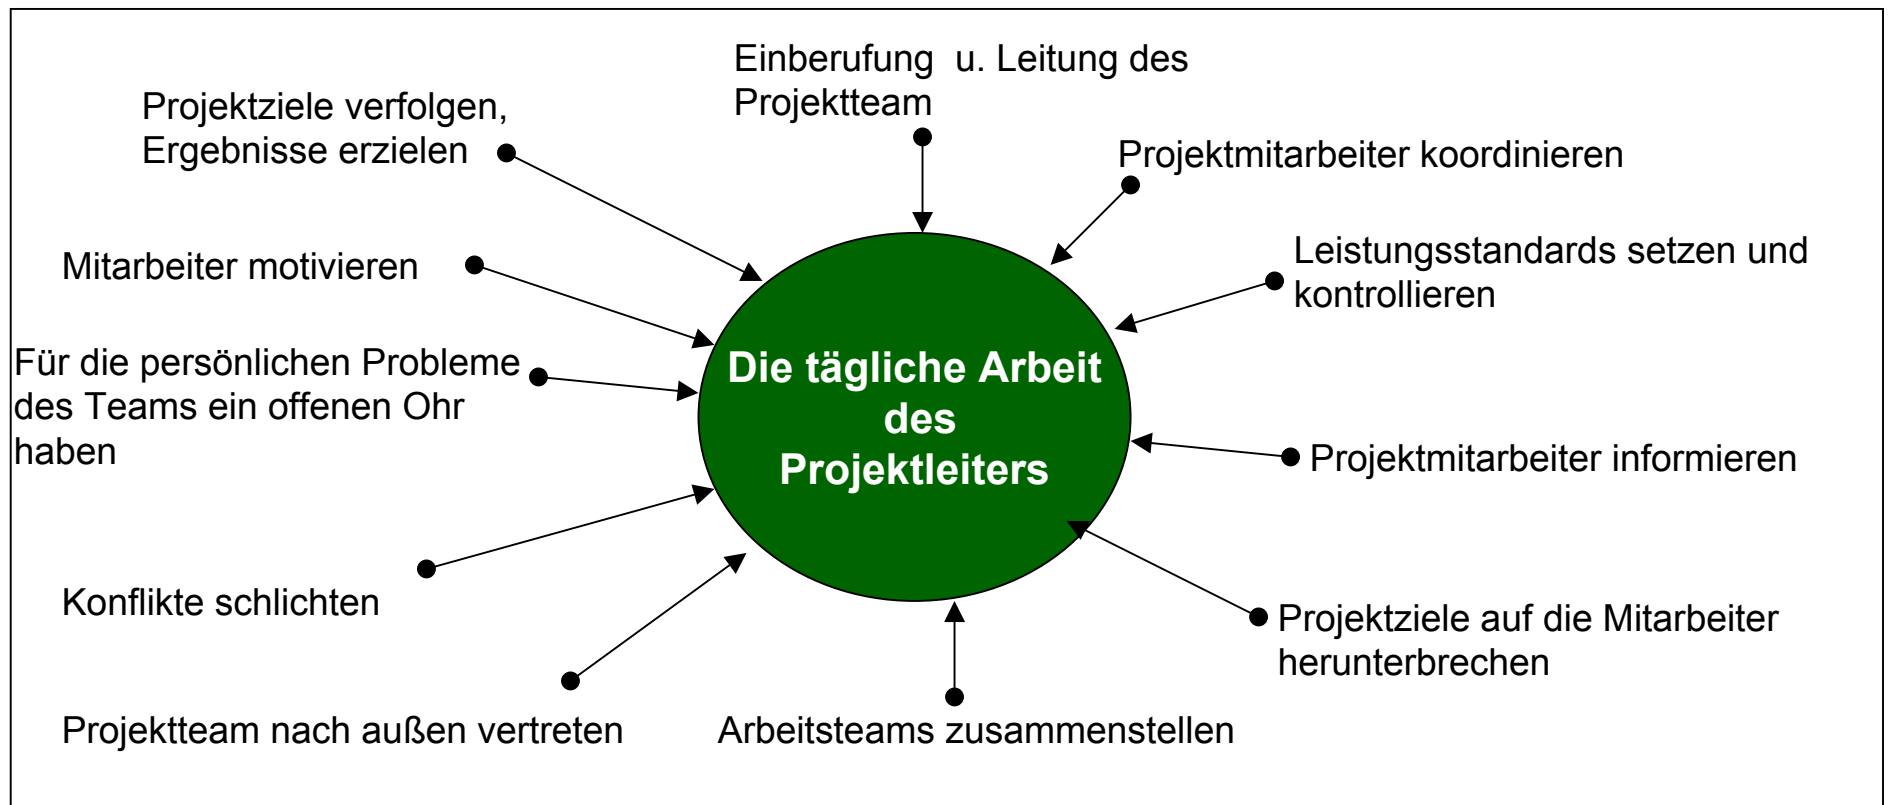 Einberufung u. Leitung des
Projektteam
Projektziele verfolgen,
Ergebnisse erzielen
Projektmitarbeiter koordinieren
Leistungsstandards setzen und
kontrollieren
Mitarbeiter motivieren
Für die persönlichen Probleme
des Teams ein offenen Ohr
haben
Die tägliche Arbeit
des
Projektleiters
Projektmitarbeiter informieren
Konflikte schlichten
Projektziele auf die Mitarbeiter
herunterbrechen
Projektteam nach außen vertreten
Arbeitsteams zusammenstellen